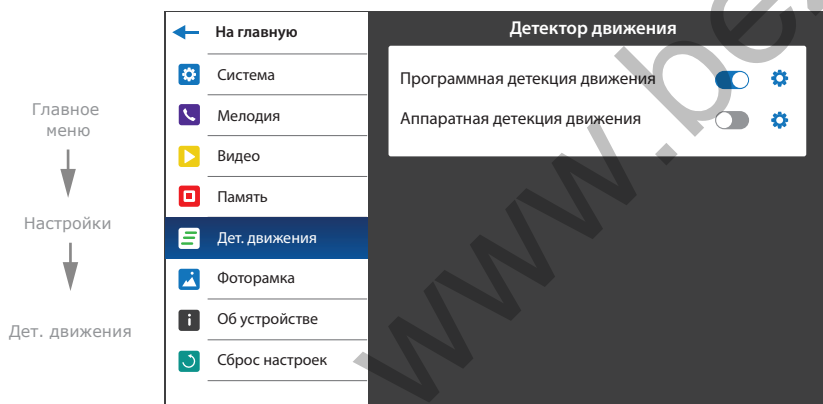 Главное
меню
Настройки
Дет. движения
На главную
Система
Мелодия
Видео
Память
Дет. движения
Фоторамка
Об устройстве
Сброс настроек
Детектор движения
Программная детекция движения
Аппаратная детекция движения
www.be